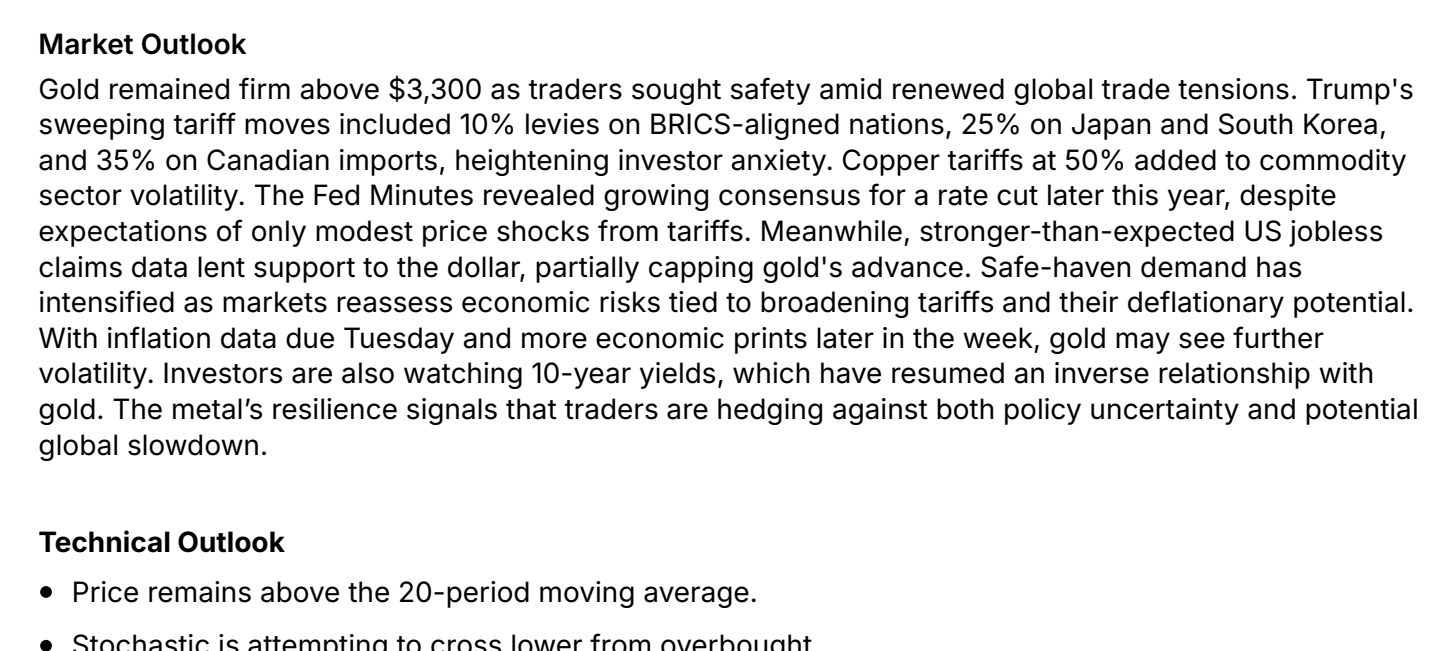 Market Outlook
Gold remained firm above $3,300 as traders sought safety amid renewed global trade tensions. Trump's
sweeping tariff moves included 10% levies on BRICS-aligned nations, 25% on Japan and South Korea,
and 35% on Canadian imports, heightening investor anxiety. Copper tariffs at 50% added to commodity
sector volatility. The Fed Minutes revealed growing consensus for a rate cut later this year, despite
expectations of only modest price shocks from tariffs. Meanwhile, stronger-than-expected US jobless
claims data lent support to the dollar, partially capping gold's advance. Safe-haven demand has
intensified as markets reassess economic risks tied to broadening tariffs and their deflationary potential.
With inflation data due Tuesday and more economic prints later in the week, gold may see further
volatility. Investors are also watching 10-year yields, which have resumed an inverse relationship with
gold. The metal’s resilience signals that traders are hedging against both policy uncertainty and potential
global slowdown.
Technical Outlook
• Price remains above the 20-period moving average.
• Stochastic is attempting to cross lower from overbought